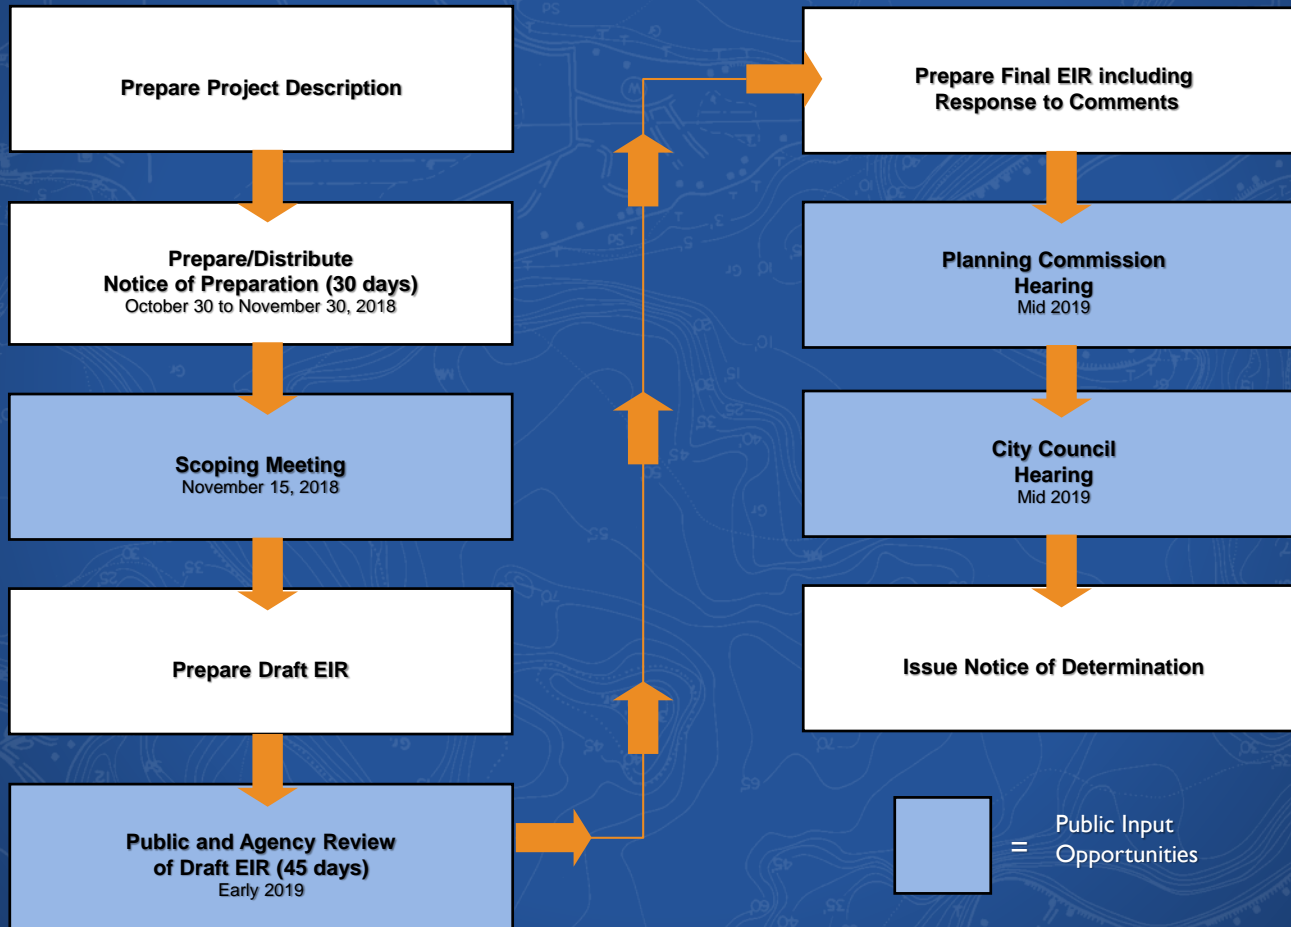 Prepare Project Description
Prepare/Distribute
Notice of Preparation (30 days)
October 30 to November 30, 2018
Scoping Meeting
November 15, 2018
Prepare Draft EIR
Public and Agency Review
of Draft EIR (45 days)
Early 2019
Prepare Final EIR including
Response to Comments
Planning Commission
Hearing
Mid 2019
City Council
Hearing
Mid 2019
Issue Notice of Determination
= Public Input
Opportunities